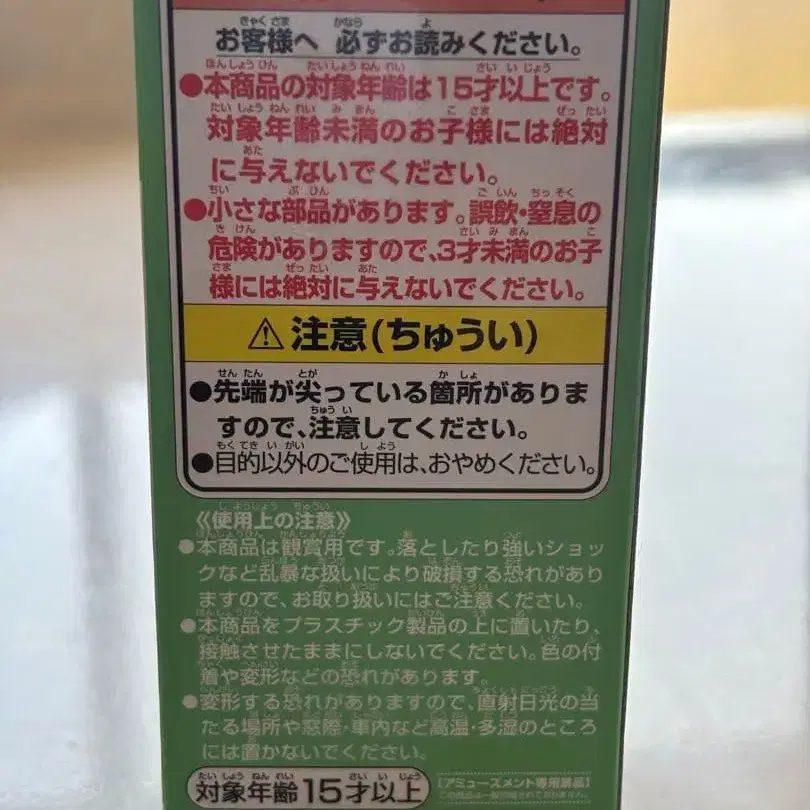 お客様へ 必ずお読みください。
●本商品の対象年齢は15才以上です。
対象年齢未満のお子様には絶対
に与えないでください。
●小さな部品があります。誤飲・窒息の
危険がありますので、3才未満のお子
様には絶対に与えないでください。
⚠注意(ちゅうい)
●先端が尖っている箇所がありま
すので、注意してください。
●目的以外のご使用は、おやめください。
《使用上の注意》
●本商品は観賞用です。落としたり強いショッ
クなど乱暴な扱いにより破損する恐れがあり
ますので、お取り扱いにはご注意ください。
●本商品をプラスチック製品の上に置いたり、
接触させたままにしないでください。色の付
着や変形などの恐れがあります。
●変形する恐れがありますので、直射日光の当
たる場所や窓際・車内など高温・多湿のところ
には置かないでください。
対象年齢15才以上
[アミューズメント専用景品]